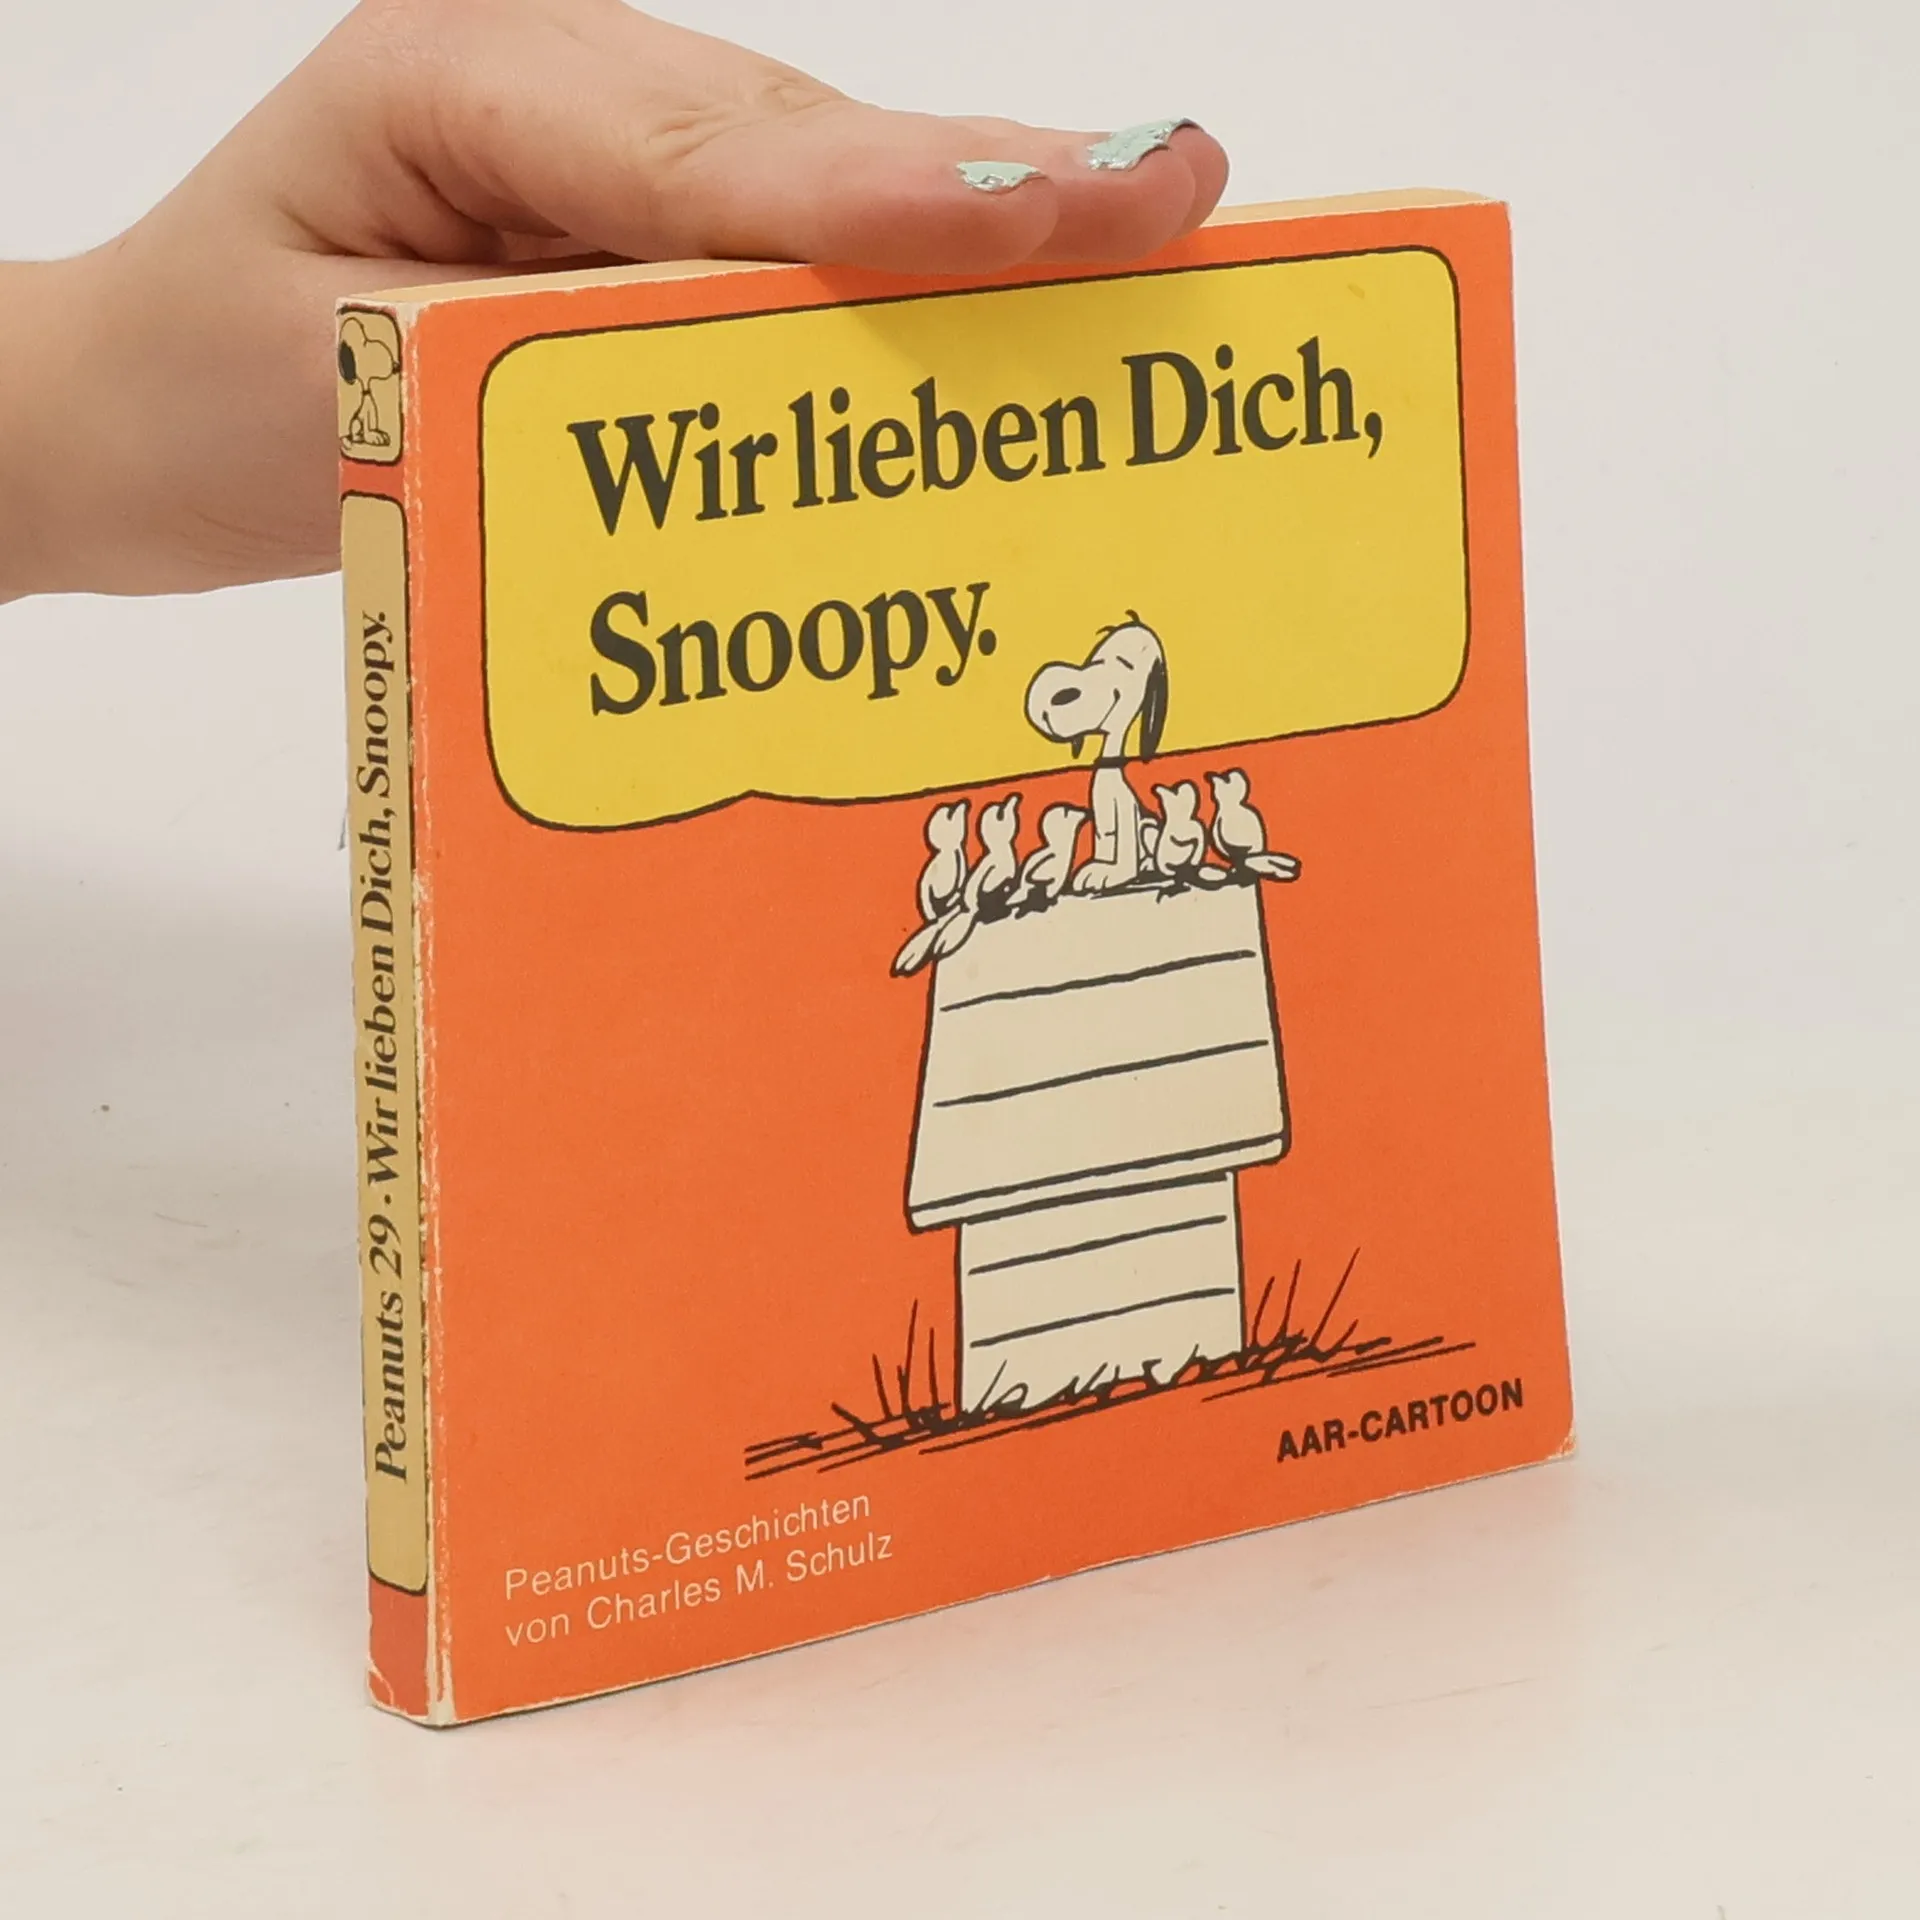 Wir lieben Dich,
Snoopy.
AAR-CARTOON
Peanuts-Geschichten
von Charles M. Schulz
Peanuts 29 · Wir lieben Dich, Snoopy.